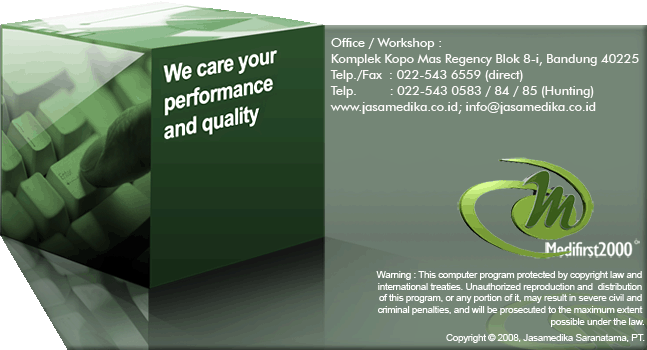 We care your
performance
and quality
Office / Workshop :
Komplek Kopo Mas Regency Blok 8-i, Bandung 40225
Telp./Fax : 022-543 6559 (direct)
Telp. : 022-543 0583 / 84 / 85 (Hunting)
www.jasamedika.co.id; info@jasamedika.co.id
Medifirst2000
Warning : This computer program protected by copyright law and
international treaties. Unauthorized reproduction and distribution
of this program, or any portion of it, may result in severe civil and
criminal penalties, and will be prosecuted to the maximum extent
possible under the law.
Copyright © 2008, Jasamedika Saranatama, PT.